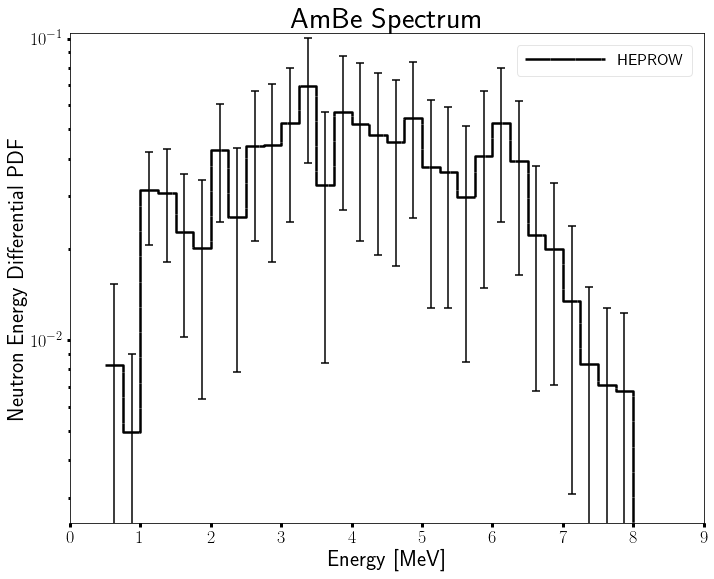 AmBe Spectrum
HEPROW
Neutron Energy Differential PDF
10⁻¹
10⁻²
0 1 2 3 4 5 6 7 8 9
Energy [MeV]